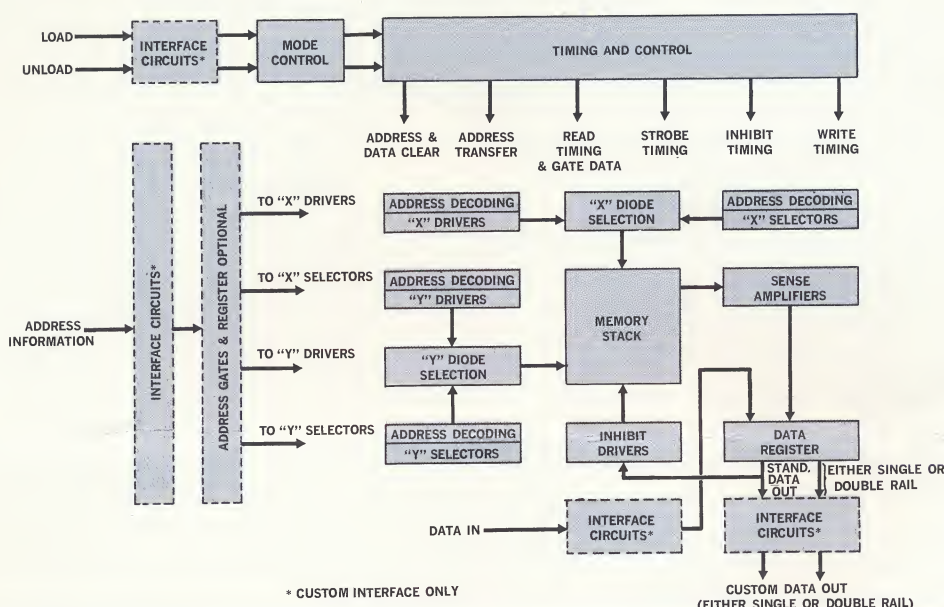 LOAD
UNLOAD
INTERFACE
CIRCUITS*
MODE
CONTROL
TIMING AND CONTROL
ADDRESS &
DATA CLEAR
ADDRESS
TRANSFER
READ
TIMING
& GATE DATA
STROBE
TIMING
INHIBIT
TIMING
WRITE
TIMING
ADDRESS
INFORMATION
INTERFACE CIRCUITS*
ADDRESS GATES & REGISTER OPTIONAL
TO "X" DRIVERS
TO "X" SELECTORS
TO "Y" DRIVERS
TO "Y" SELECTORS
ADDRESS DECODING
"X" DRIVERS
"X" DIODE
SELECTION
ADDRESS DECODING
"X" SELECTORS
ADDRESS DECODING
"Y" DRIVERS
MEMORY
STACK
SENSE
AMPLIFIERS
"Y" DIODE
SELECTION
ADDRESS DECODING
"Y" SELECTORS
INHIBIT
DRIVERS
DATA
REGISTER
STAND.
DATA
OUT
EITHER SINGLE OR
DOUBLE RAIL
DATA IN
INTERFACE
CIRCUITS*
INTERFACE
CIRCUITS*
* CUSTOM INTERFACE ONLY
CUSTOM DATA OUT
(EITHER SINGLE OR DOUBLE RAIL)